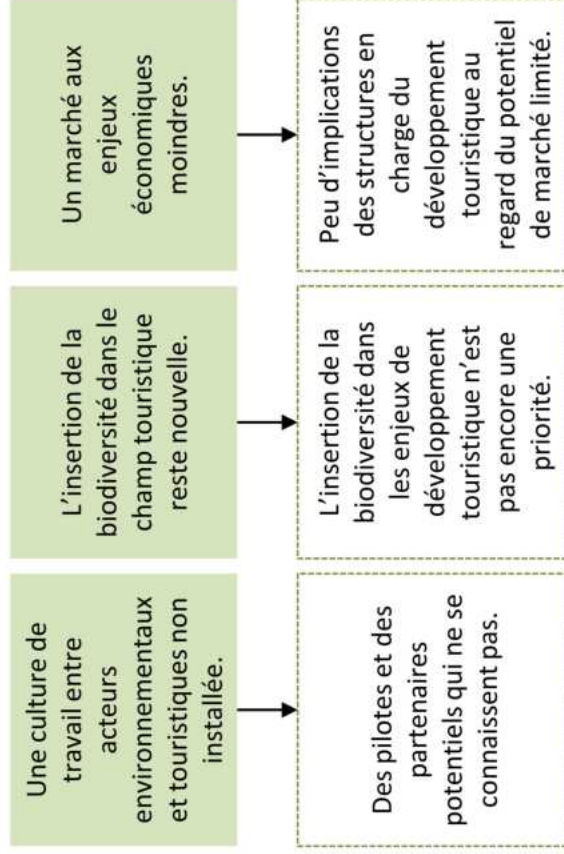 Une culture de
travail entre
acteurs
environnementaux
et touristiques non
installée.
L'insertion de la
biodiversité dans le
champ touristique
reste nouvelle.
Un marché aux
enjeux
économiques
moindres.
Des pilotes et des
partenaires
potentiels qui ne se
connaissent pas.
L'insertion de la
biodiversité dans
les enjeux de
développement
touristique n'est
pas encore une
priorité.
Peu d'implications
des structures en
charge du
développement
touristique au
regard du potentiel
de marché limité.